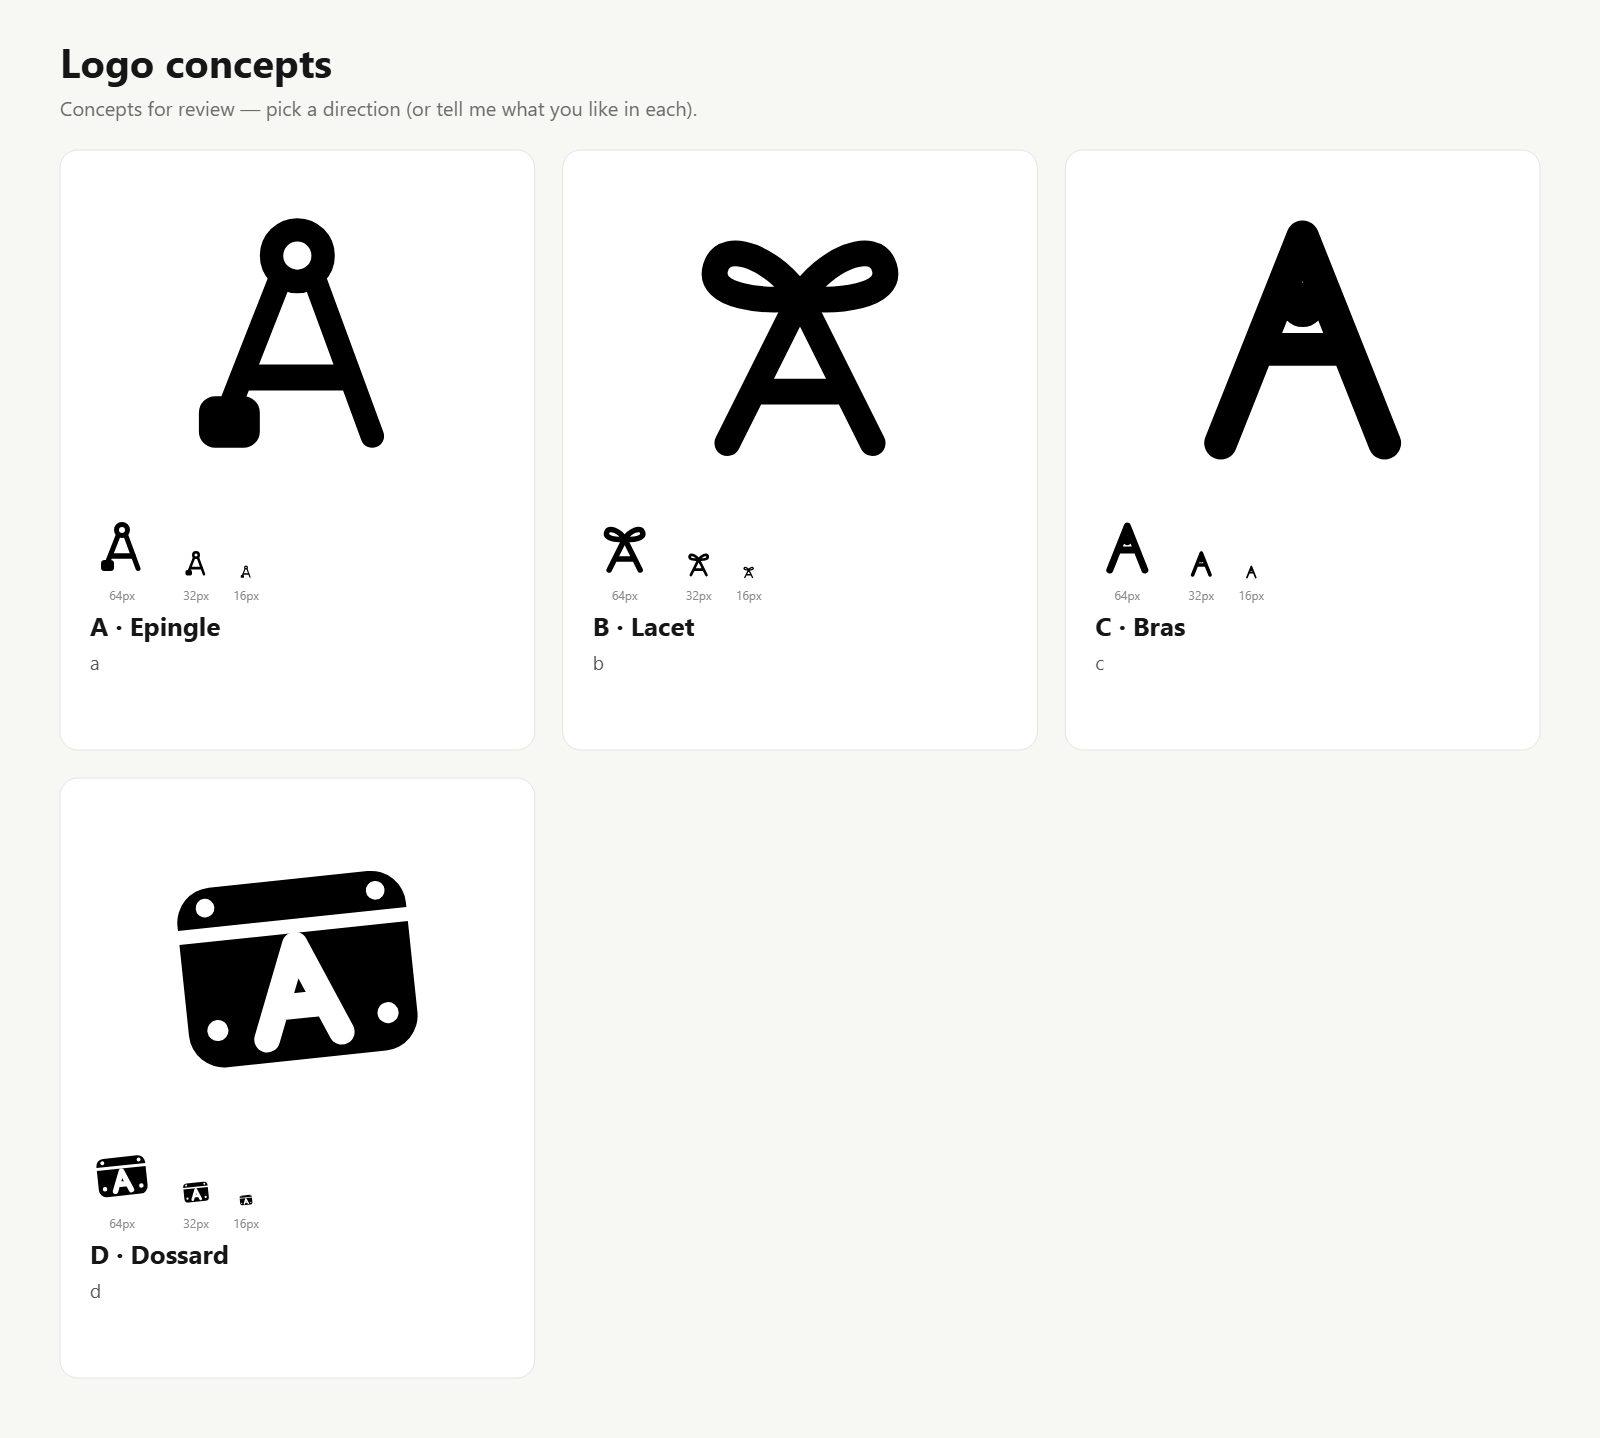 Logo concepts
Concepts for review — pick a direction (or tell me what you like in each).
64px 32px 16px
A · Epingle
a
64px 32px 16px
B · Lacet
b
64px 32px 16px
C · Bras
c
A
64px 32px 16px
D · Dossard
d